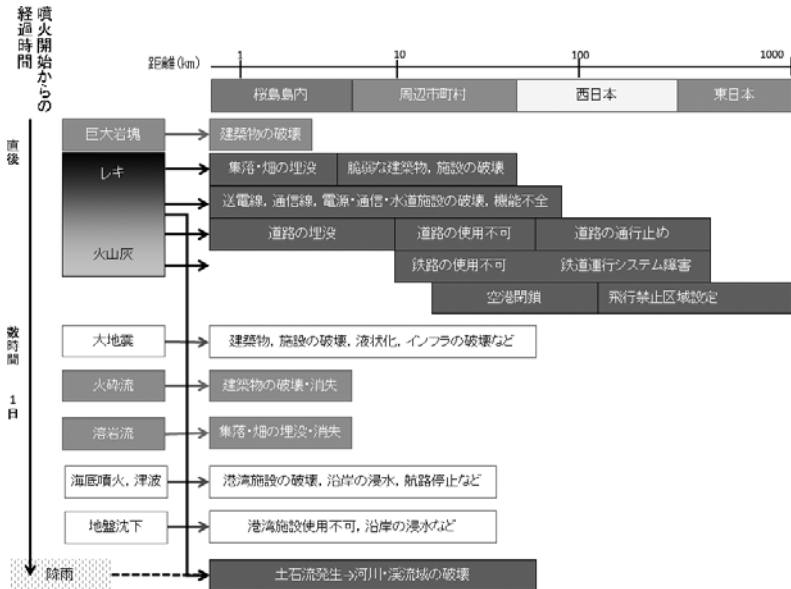 噴火開始からの
経過時間
距離(km)
1
10
100
1000
桜島島内
周辺市町村
西日本
東日本
直後
巨大岩塊
建築物の破壊
レキ
集落・畑の埋没
脆弱な建築物，施設の破壊
送電線，通信線，電源・通信・水道施設の破壊，機能不全
道路の埋没
道路の使用不可
道路の通行止め
火山灰
鉄路の使用不可
鉄道運行システム障害
空港閉鎖
飛行禁止区域設定
数時間
大地震
建築物，施設の破壊，液状化，インフラの破壊など
火砕流
建築物の破壊・消失
1日
溶岩流
集落・畑の埋没・消失
海底噴火，津波
港湾施設の破壊，沿岸の浸水，航路停止など
地盤沈下
港湾施設使用不可，沿岸の浸水など
降雨
土石流発生→河川・渓流域の破壊